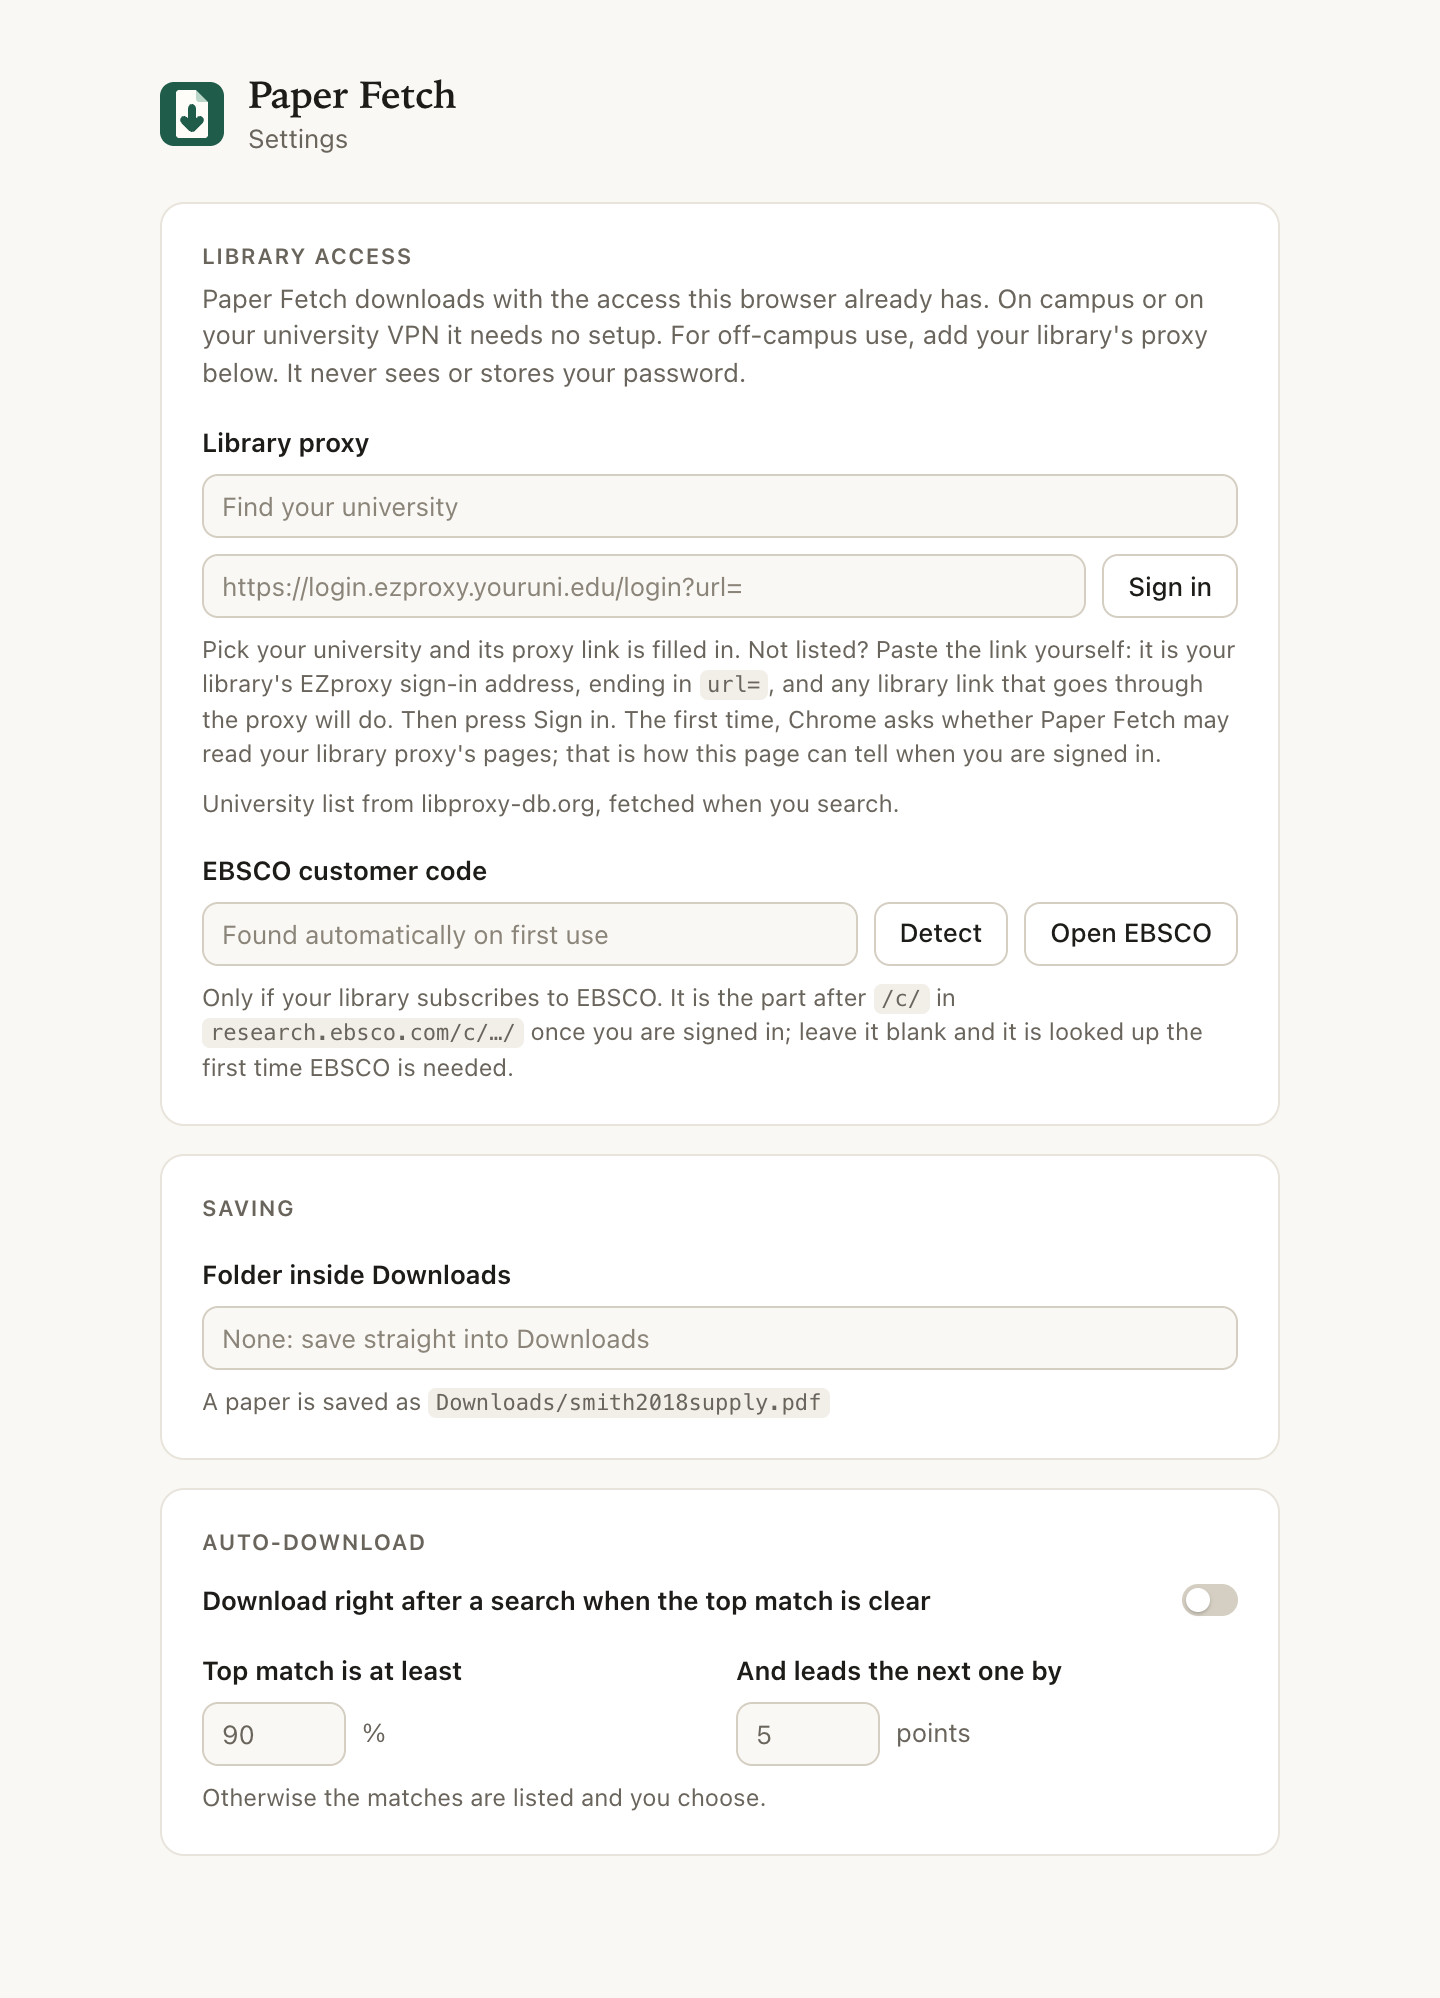 Paper Fetch
Settings
LIBRARY ACCESS
Paper Fetch downloads with the access this browser already has. On campus or on
your university VPN it needs no setup. For off-campus use, add your library's proxy
below. It never sees or stores your password.
Library proxy
Find your university
https://login.ezproxy.youruni.edu/login?url=
Sign in
Pick your university and its proxy link is filled in. Not listed? Paste the link yourself: it is your
library's EZproxy sign-in address, ending in url=, and any library link that goes through
the proxy will do. Then press Sign in. The first time, Chrome asks whether Paper Fetch may
read your library proxy's pages; that is how this page can tell when you are signed in.
University list from libproxy-db.org, fetched when you search.
EBSCO customer code
Found automatically on first use
Detect
Open EBSCO
Only if your library subscribes to EBSCO. It is the part after /c/ in
research.ebsco.com/c/…/ once you are signed in; leave it blank and it is looked up the
first time EBSCO is needed.
SAVING
Folder inside Downloads
None: save straight into Downloads
A paper is saved as Downloads/smith2018supply.pdf
AUTO-DOWNLOAD
Download right after a search when the top match is clear
Top match is at least
90 %
And leads the next one by
5 points
Otherwise the matches are listed and you choose.